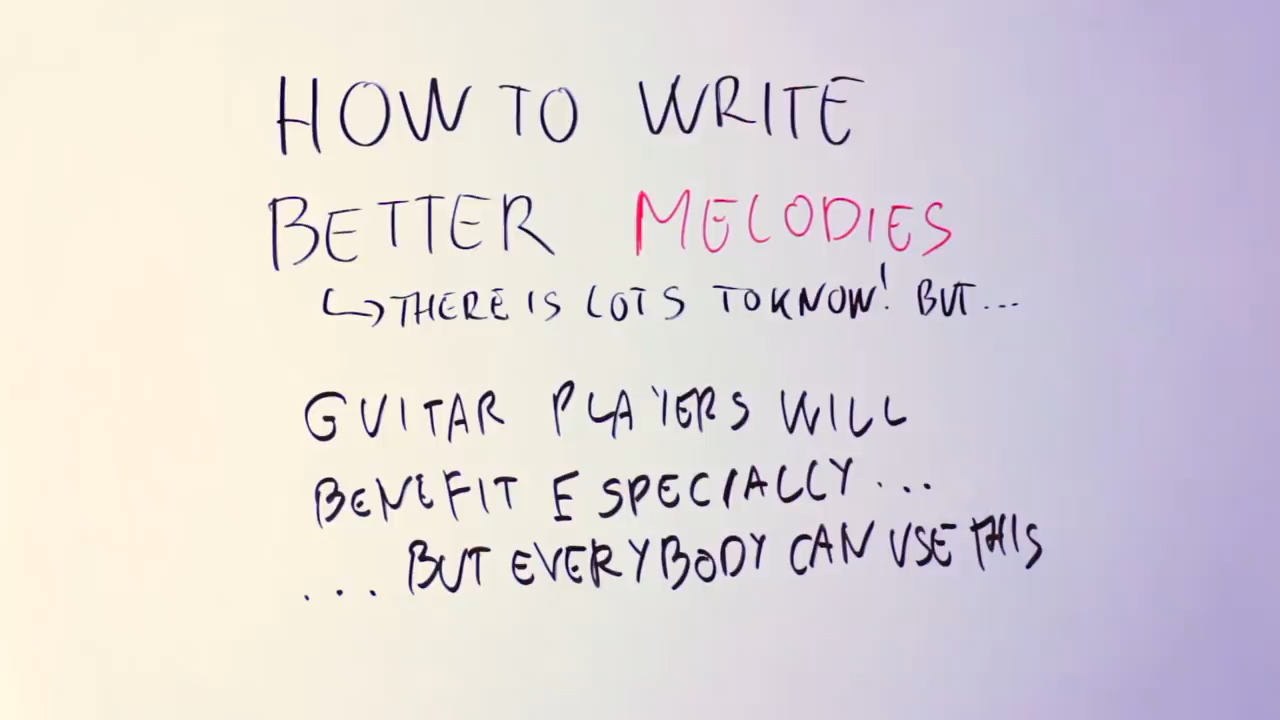 HOW TO WRITE
BETTER MELODIES
↳THERE IS LOTS TO KNOW! BUT...
GUITAR PLAYERS WILL
BENEFIT ESPECIALLY...
... BUT EVERYBODY CAN USE THIS